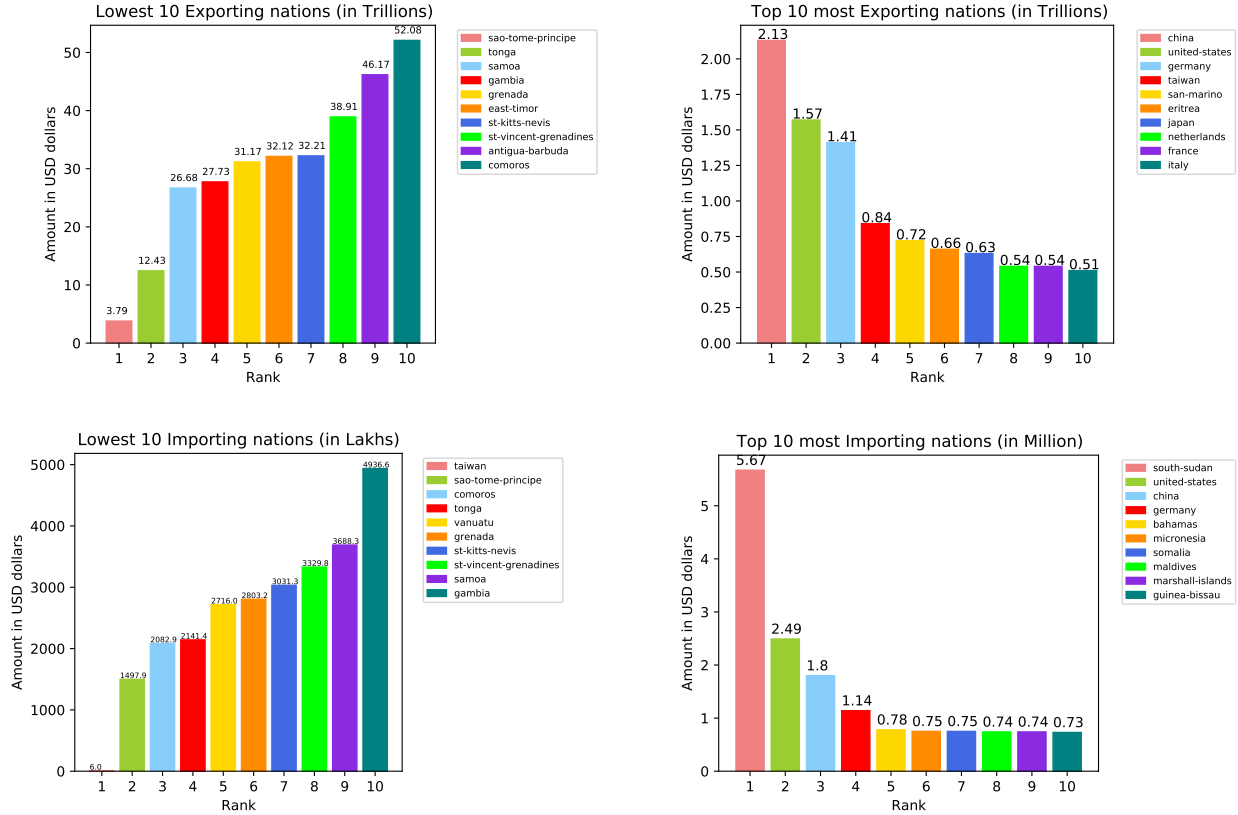 Lowest 10 Exporting nations (in Trillions)
Amount in USD dollars
50
40
30
20
10
0
3.79
12.43
26.68
27.73
31.17
32.12
32.21
38.91
46.17
52.08
1 2 3 4 5 6 7 8 9 10
Rank
sao-tome-principe
tonga
samoa
gambia
grenada
east-timor
st-kitts-nevis
st-vincent-grenadines
antigua-barbuda
comoros
Top 10 most Exporting nations (in Trillions)
Amount in USD dollars
2.00
1.75
1.50
1.25
1.00
0.75
0.50
0.25
0.00
2.13
1.57
1.41
0.84
0.72
0.66
0.63
0.54
0.54
0.51
1 2 3 4 5 6 7 8 9 10
Rank
china
united-states
germany
taiwan
san-marino
eritrea
japan
netherlands
france
italy
Lowest 10 Importing nations (in Lakhs)
Amount in USD dollars
5000
4000
3000
2000
1000
0
6.0
1497.9
2082.9
2141.4
2716.0
2803.2
3031.3
3329.8
3688.3
4936.6
1 2 3 4 5 6 7 8 9 10
Rank
taiwan
sao-tome-principe
comoros
tonga
vanuatu
grenada
st-kitts-nevis
st-vincent-grenadines
samoa
gambia
Top 10 most Importing nations (in Million)
Amount in USD dollars
5
4
3
2
1
0
5.67
2.49
1.8
1.14
0.78
0.75
0.75
0.74
0.74
0.73
1 2 3 4 5 6 7 8 9 10
Rank
south-sudan
united-states
china
germany
bahamas
micronesia
somalia
maldives
marshall-islands
guinea-bissau